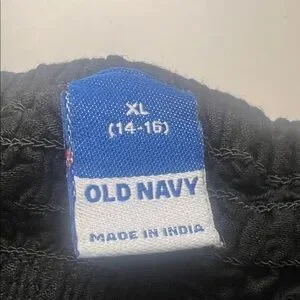 XL
(14-16)
OLD NAVY
MADE IN INDIA